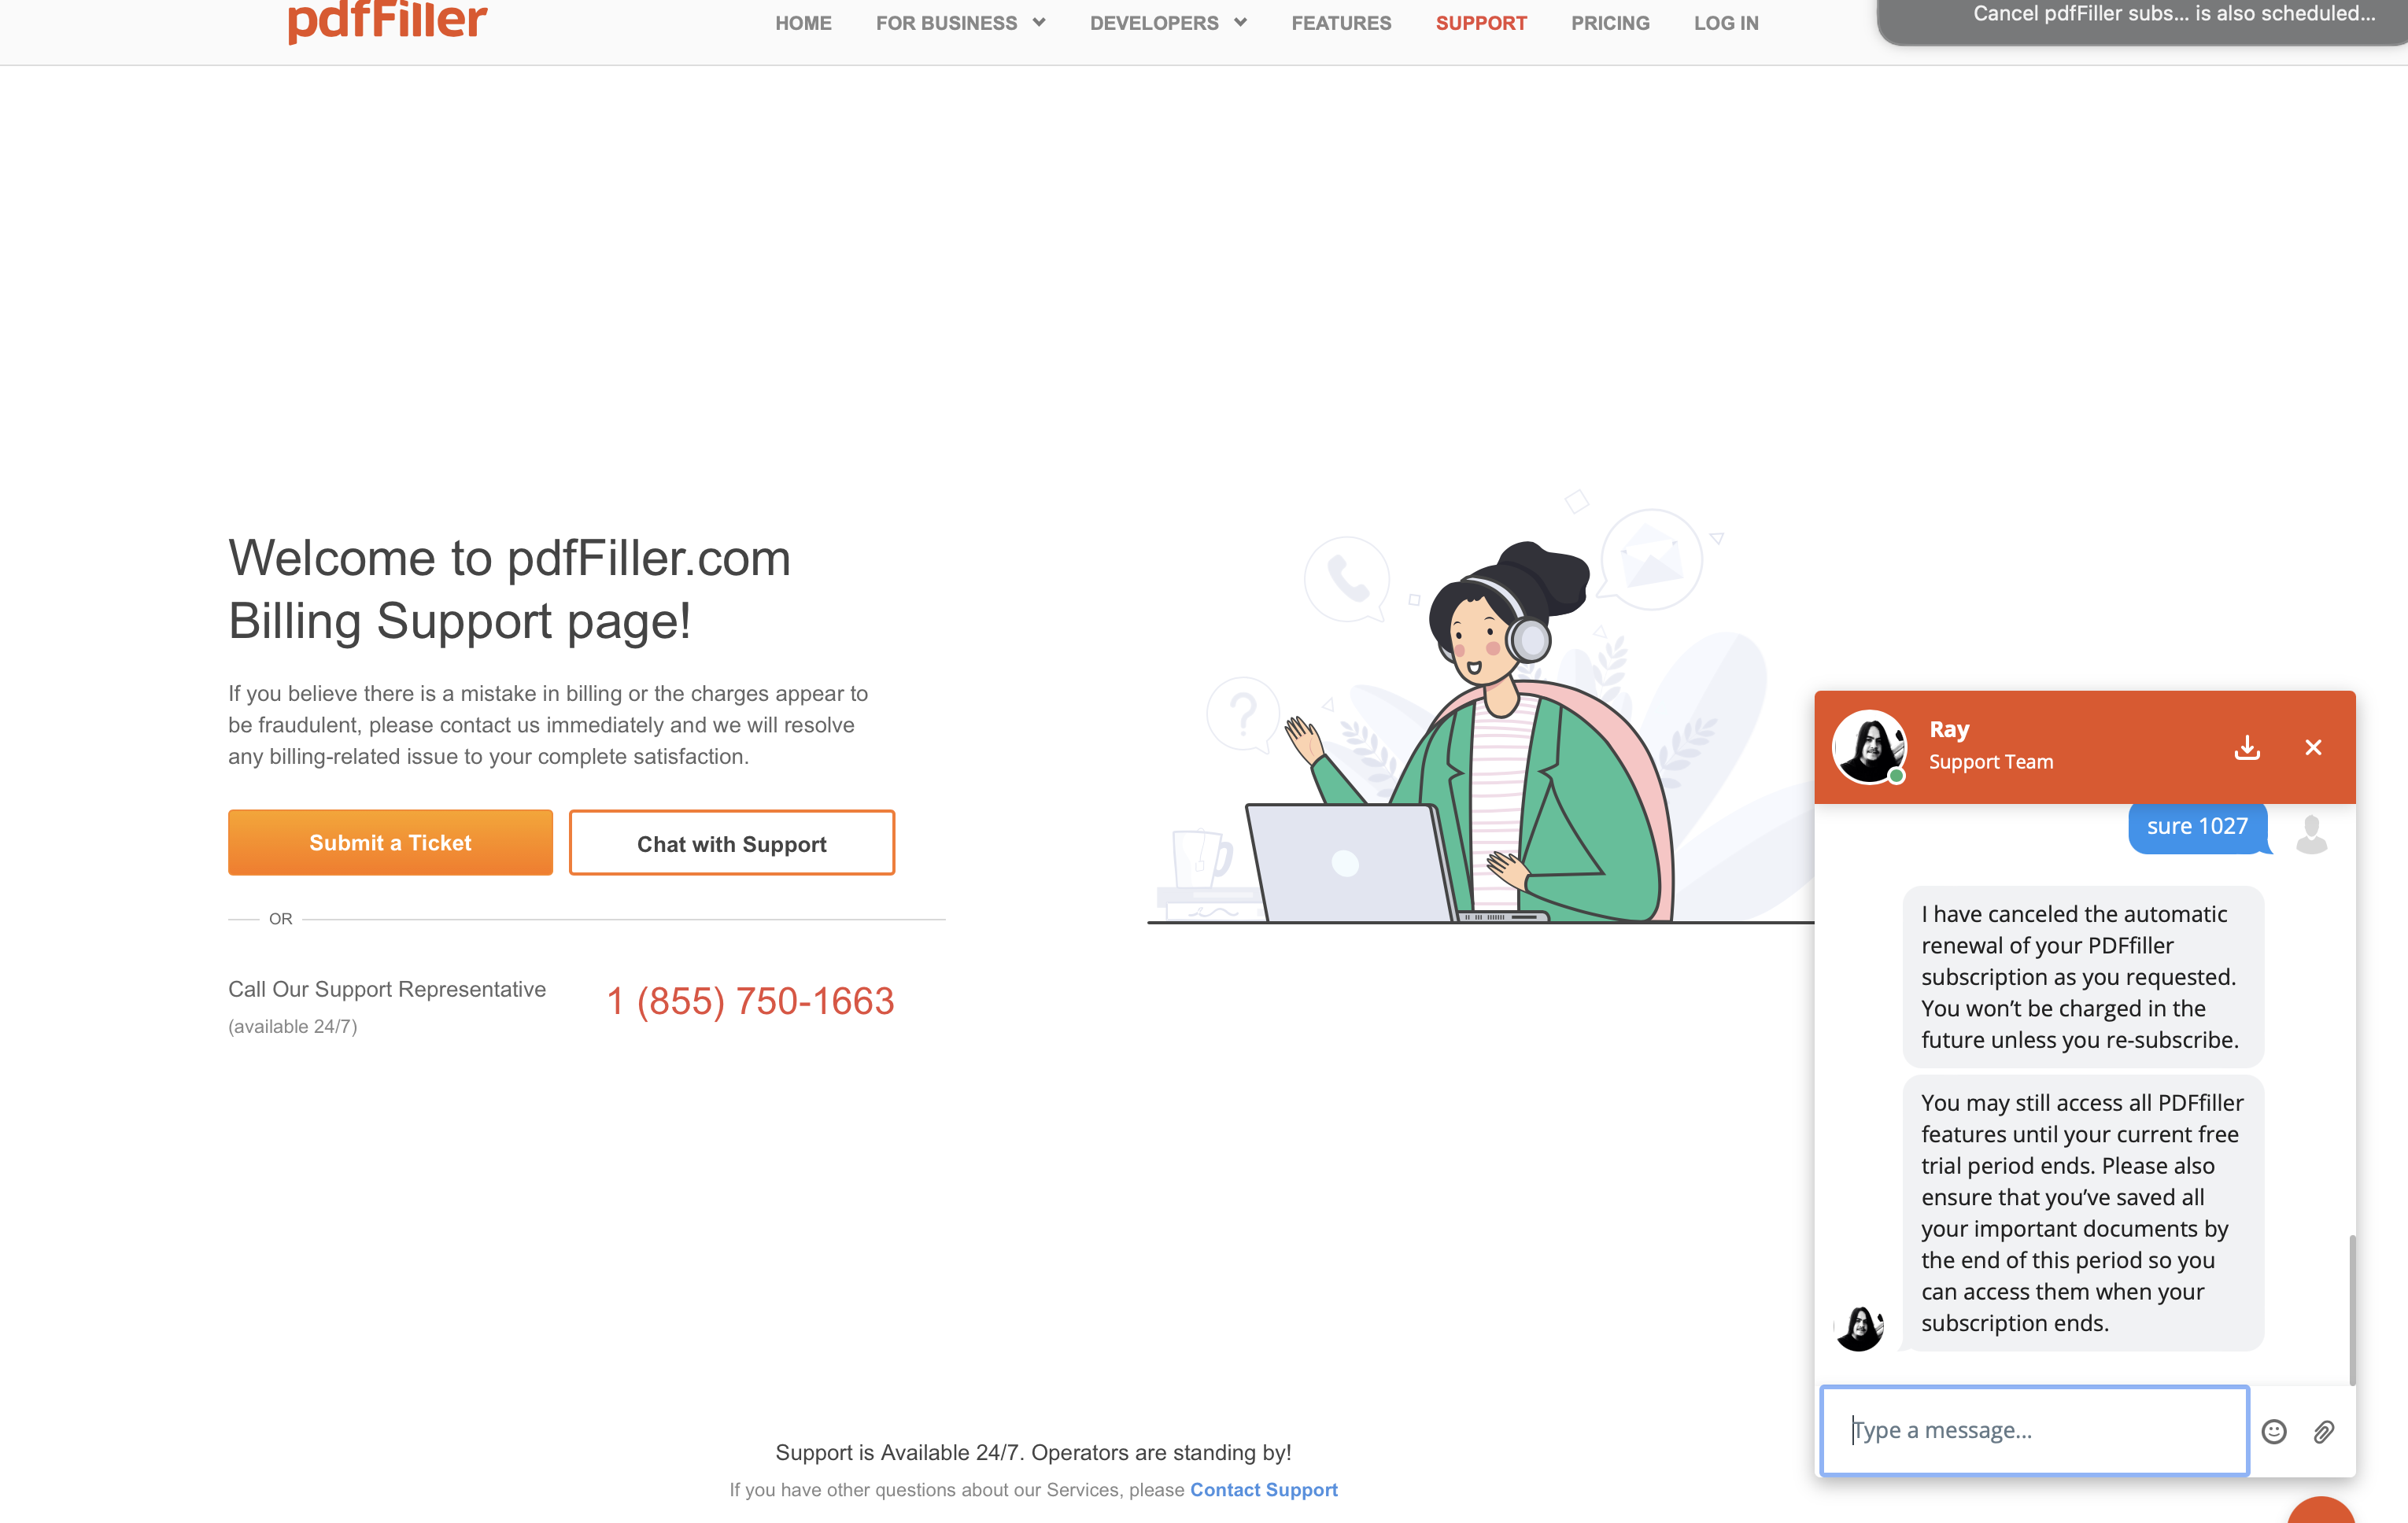 pdfFiller
HOME FOR BUSINESS DEVELOPERS FEATURES SUPPORT PRICING LOG IN
Cancel pdfFiller subs... is also scheduled...
Welcome to pdfFiller.com
Billing Support page!
If you believe there is a mistake in billing or the charges appear to
be fraudulent, please contact us immediately and we will resolve
any billing-related issue to your complete satisfaction.
Submit a Ticket
Chat with Support
OR
Call Our Support Representative
(available 24/7)
1 (855) 750-1663
Support is Available 24/7. Operators are standing by!
If you have other questions about our Services, please Contact Support
Ray
Support Team
sure 1027
I have canceled the automatic
renewal of your PDFfiller
subscription as you requested.
You won’t be charged in the
future unless you re-subscribe.
You may still access all PDFfiller
features until your current free
trial period ends. Please also
ensure that you’ve saved all
your important documents by
the end of this period so you
can access them when your
subscription ends.
Type a message...